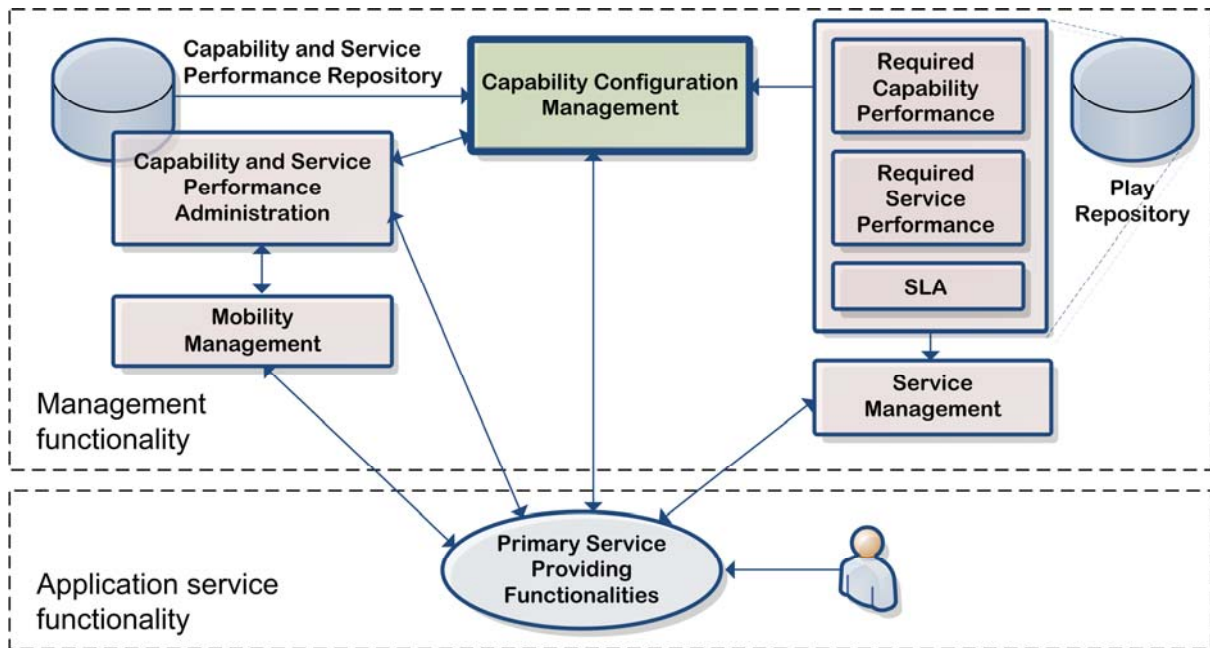 Capability and Service
Performance Repository
Capability Configuration
Management
Required
Capability
Performance
Required
Service
Performance
SLA
Play
Repository
Capability and Service
Performance
Administration
Mobility
Management
Service
Management
Management
functionality
Primary Service
Providing
Functionalities
Application service
functionality